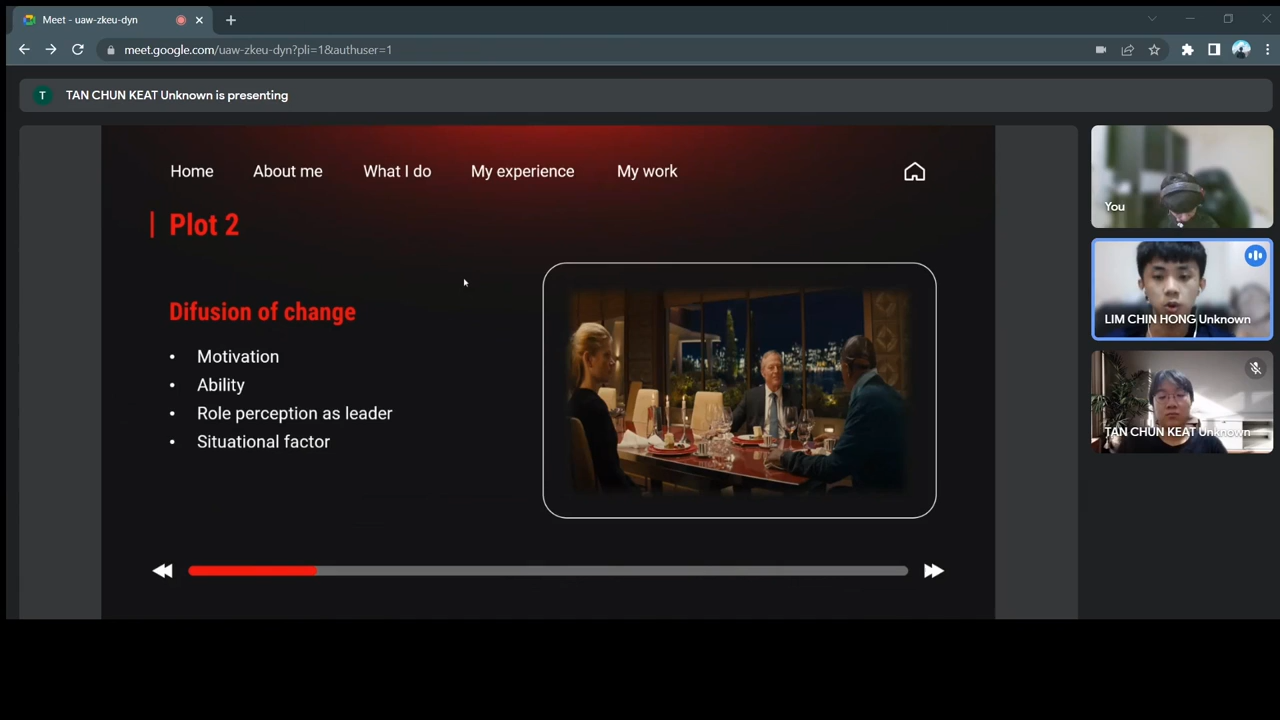 Meet - uaw-zkeu-dyn
meet.google.com/uaw-zkeu-dyn?pli=1&authuser=1
T
TAN CHUN KEAT Unknown is presenting
Home About me What I do My experience My work
Plot 2
Difusion of change
• Motivation
• Ability
• Role perception as leader
• Situational factor
You
LIM CHIN HONG Unknown
TAN CHUN KEAT Unknown